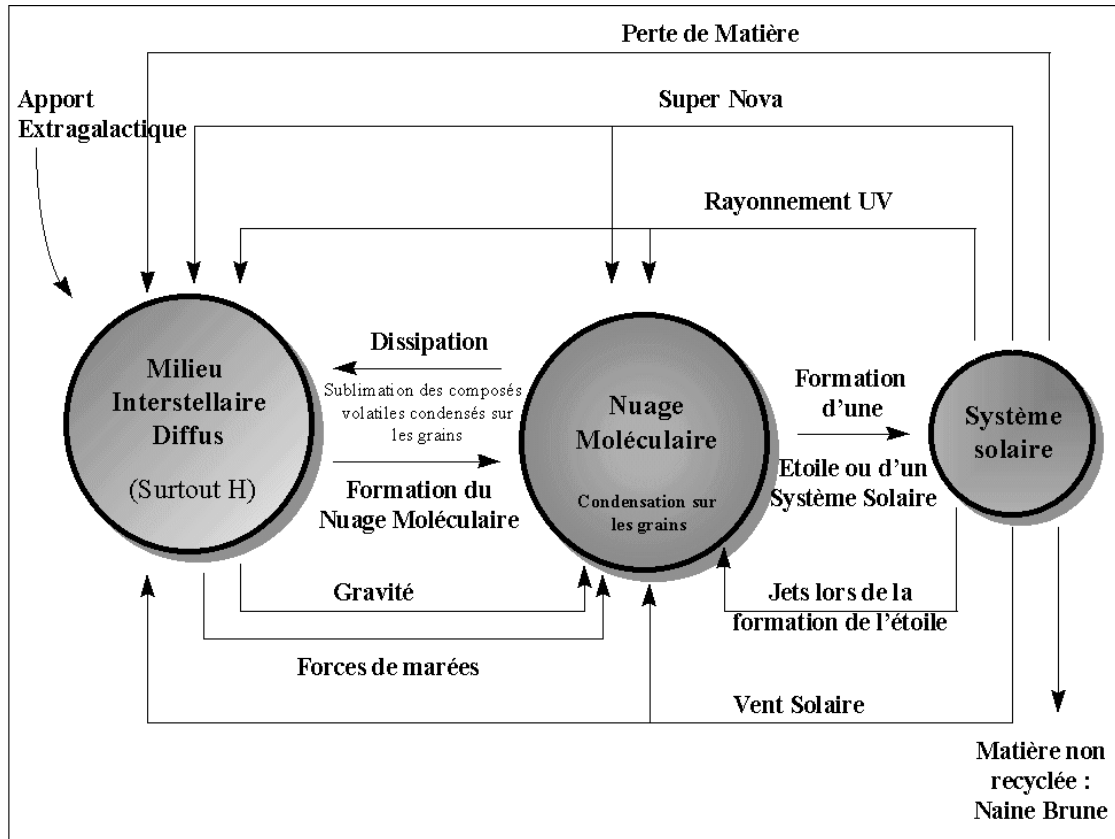 Perte de Matière
Apport
Extragalactique
Super Nova
Rayonnement UV
Milieu
Interstellaire
Diffus
(Surtout H)
Dissipation
Sublimation des composés
volatiles condensés sur
les grains
Formation du
Nuage Moléculaire
Nuage
Moléculaire
Condensation sur
les grains
Formation
d'une
Etoile ou d'un
Système Solaire
Système
solaire
Gravité
Forces de marées
Jets lors de la
formation de l'étoile
Vent Solaire
Matière non
recyclée :
Naine Brune